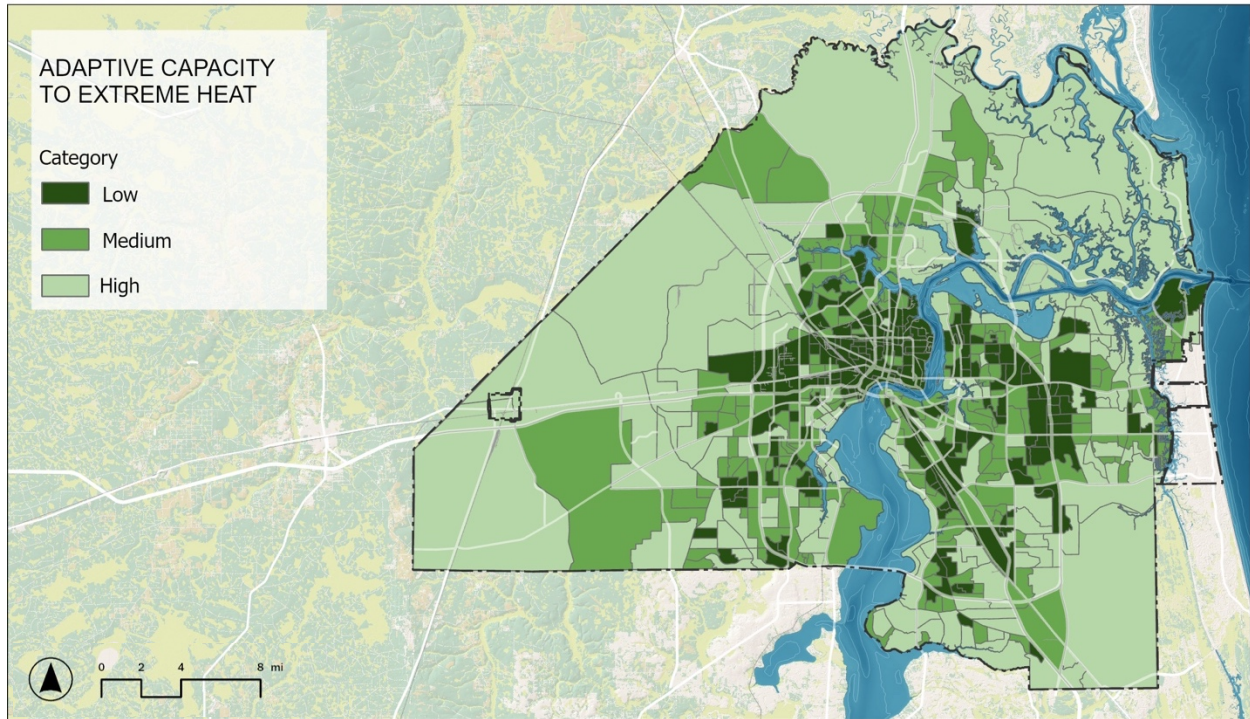 ADAPTIVE CAPACITY
TO EXTREME HEAT
Category
Low
Medium
High
0 2 4 8 mi